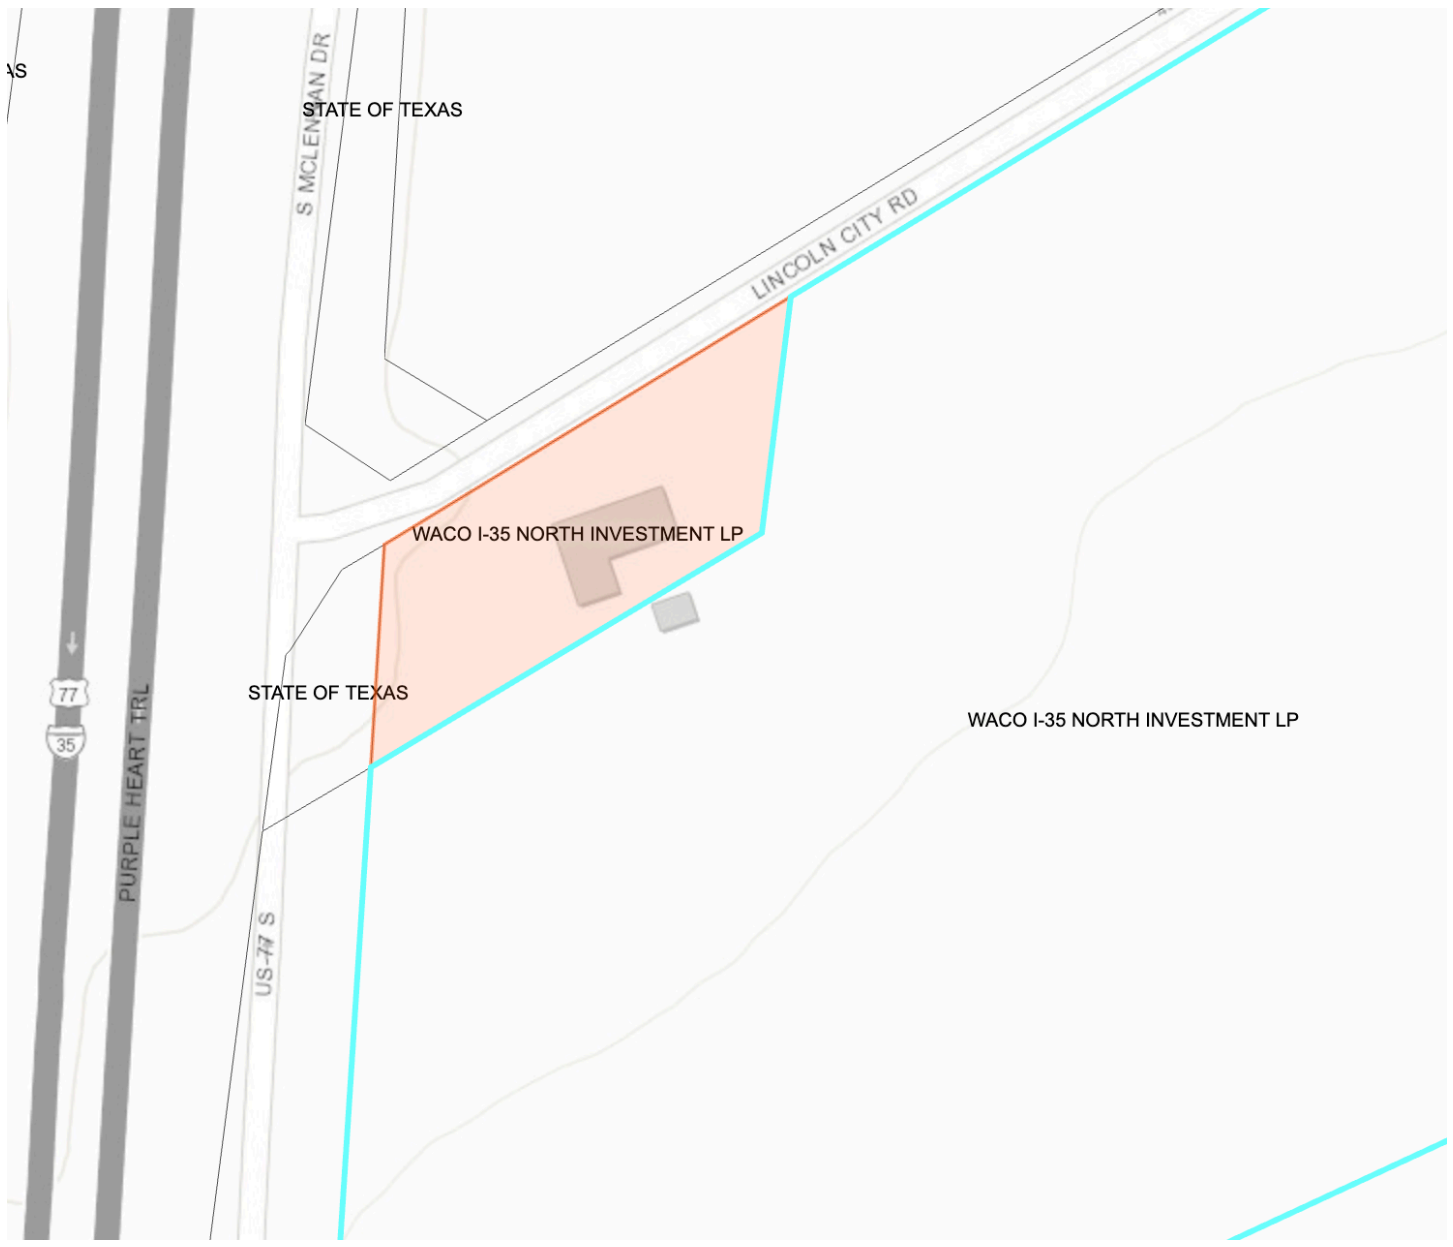 S MCLENNAN DR
STATE OF TEXAS
LINCOLN CITY RD
WACO I-35 NORTH INVESTMENT LP
STATE OF TEXAS
77
35
PURPLE HEART TRL
WACO I-35 NORTH INVESTMENT LP
US-77 S